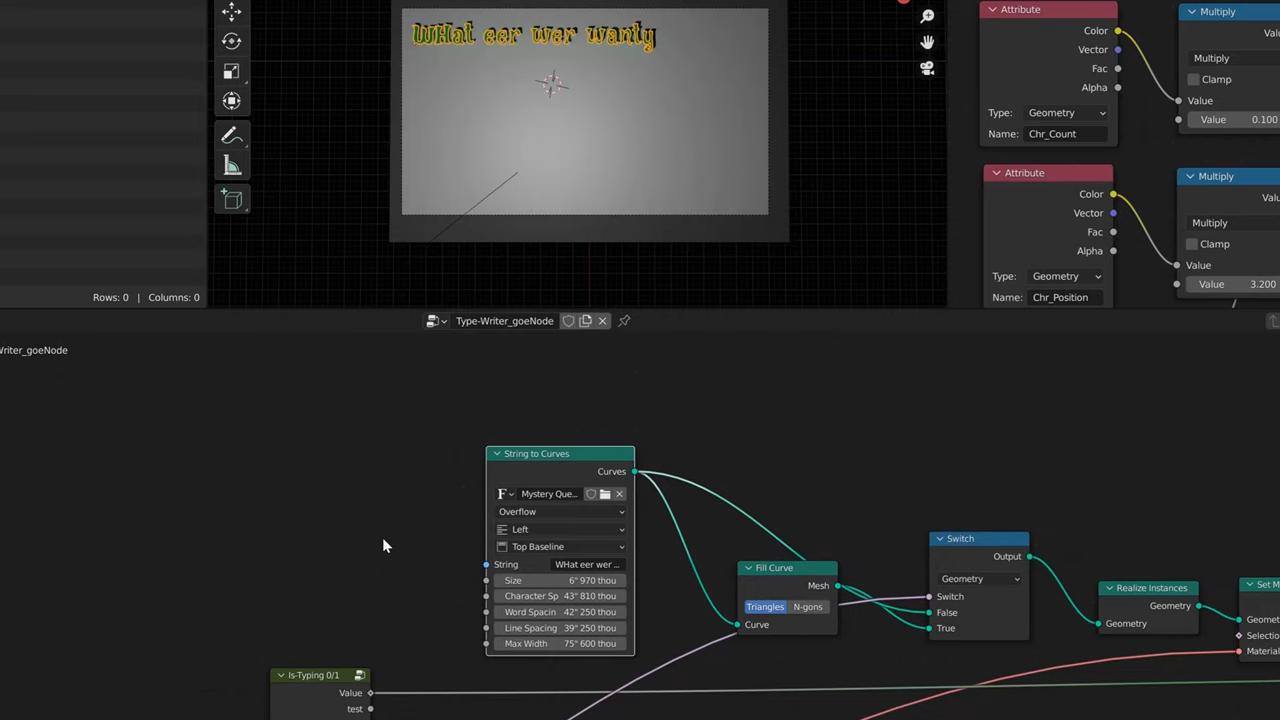 WHat eer wer wanty
Attribute
Color
Vector
Fac
Alpha
Type: Geometry
Name: Chr_Count
Multiply
Multiply
Clamp
Value
Value 0.100
Attribute
Color
Vector
Fac
Alpha
Type: Geometry
Name: Chr_Position
Multiply
Multiply
Clamp
Value
Value 3.200
Rows: 0 | Columns: 0
Type-Writer_goeNode
Writer_goeNode
String to Curves
Curves
Mystery Que...
Overflow
Left
Top Baseline
String WHat eer wer ...
Size 6" 970 thou
Character Sp 43" 810 thou
Word Spacin 42" 250 thou
Line Spacing 39" 250 thou
Max Width 75" 600 thou
Fill Curve
Mesh
Triangles N-gons
Curve
Switch
Output
Geometry
Switch
False
True
Realize Instances
Geometry
Geometry
Set M
Geomet
Selectio
Material
Is-Typing 0/1
Value
test